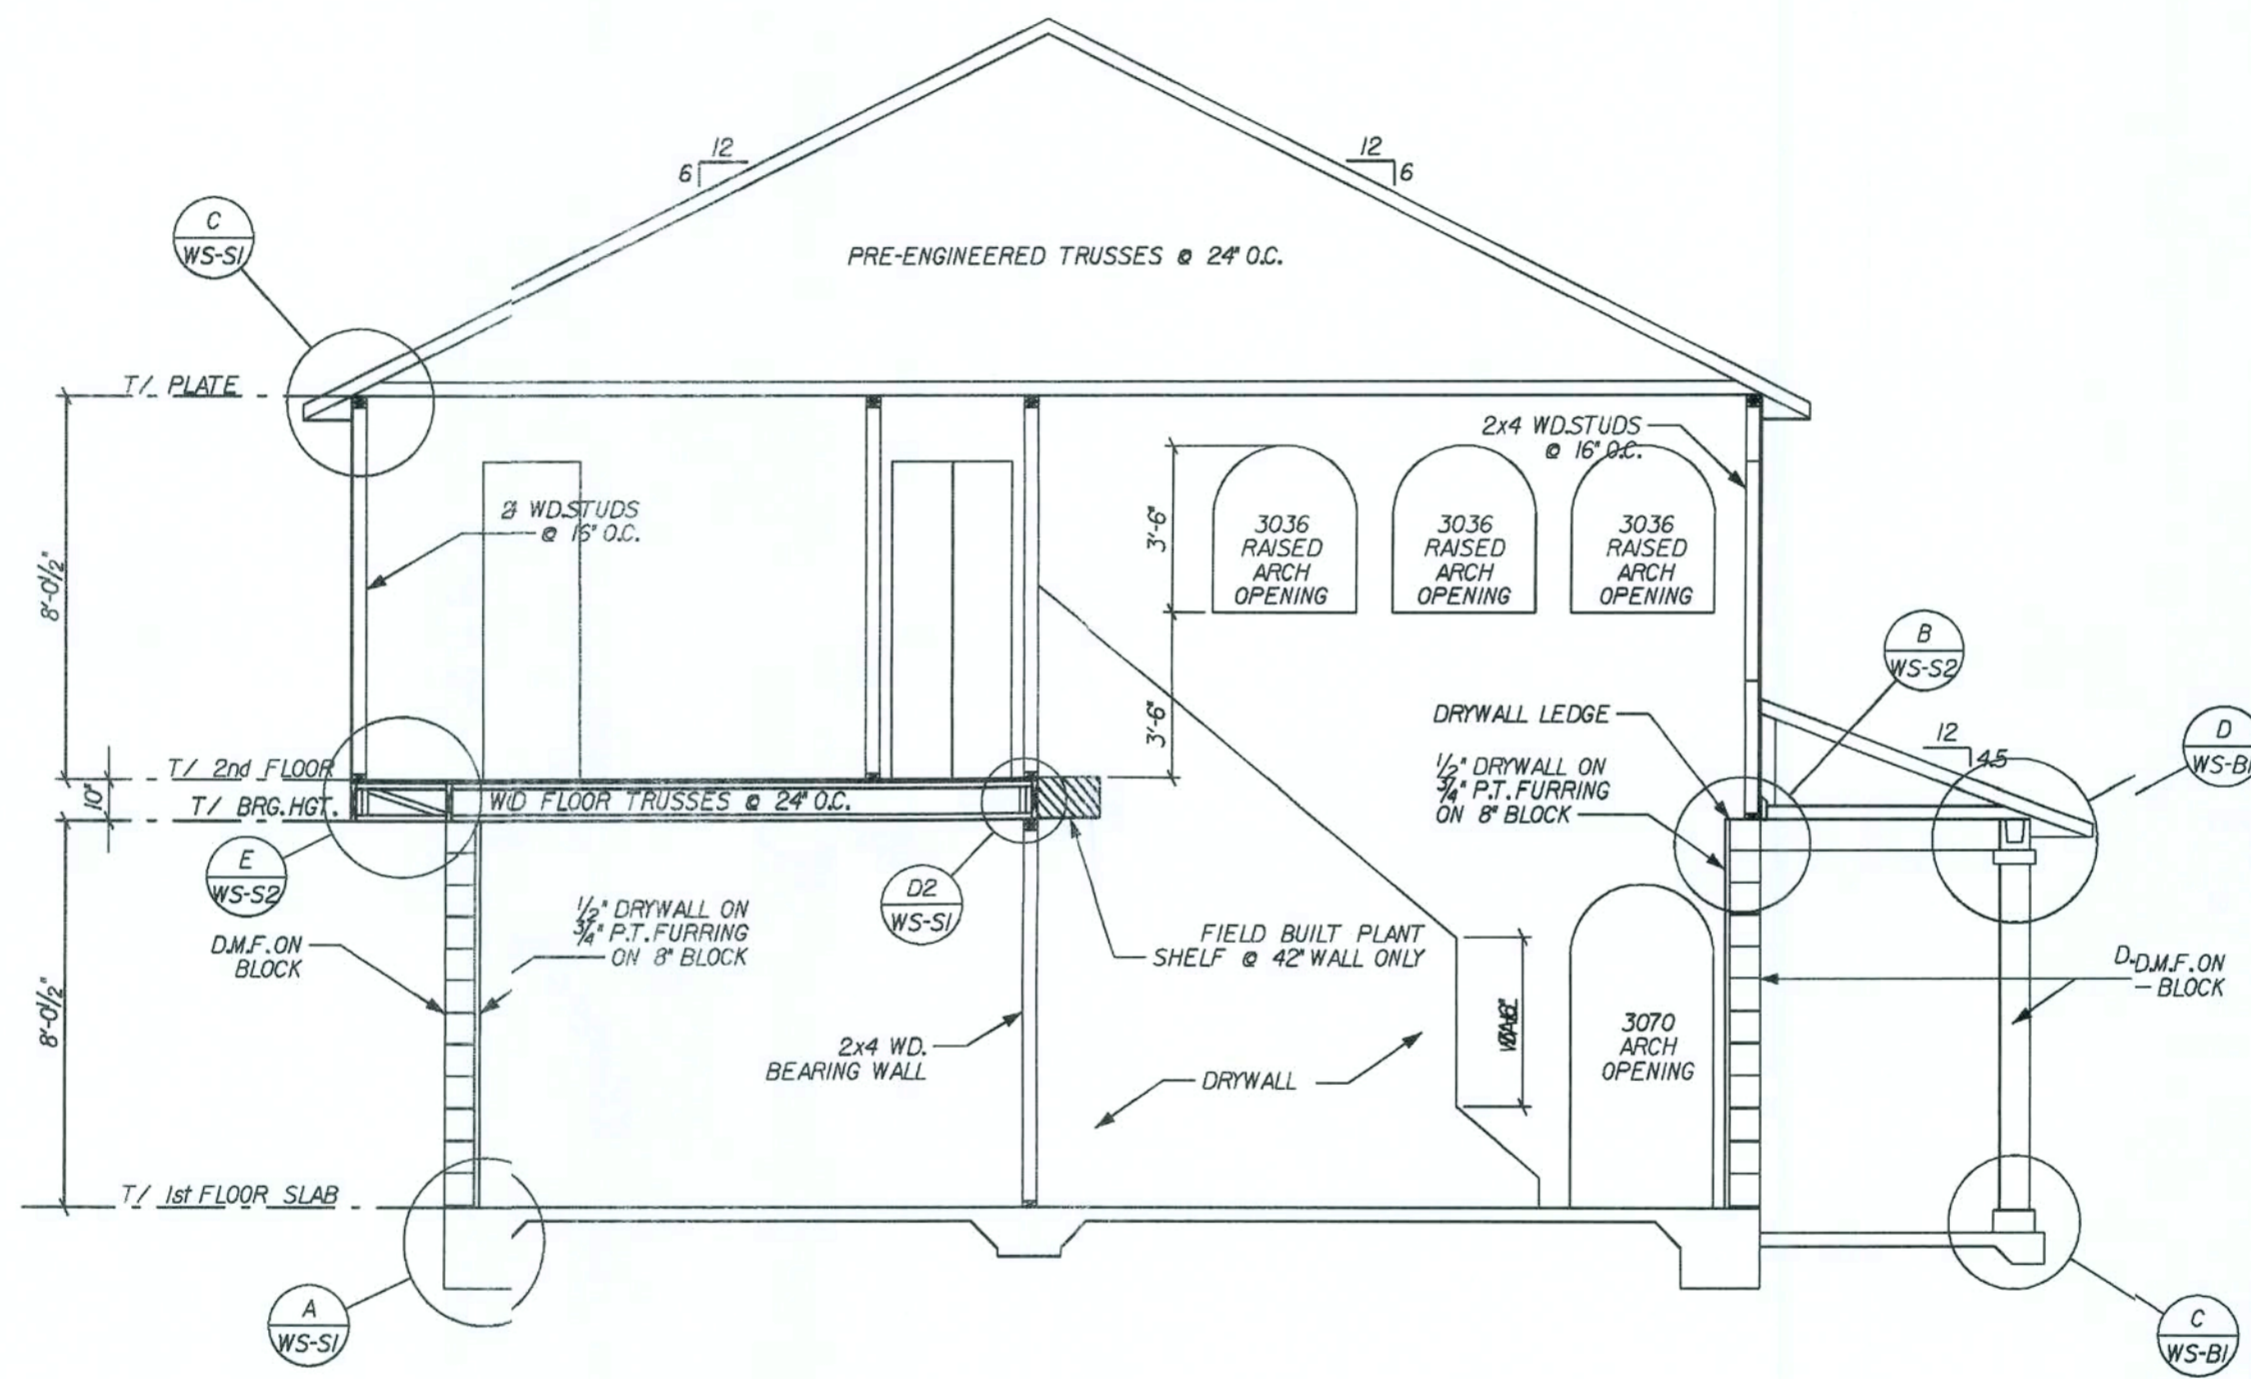 12
6
12
6
C
WS-S1
PRE-ENGINEERED TRUSSES @ 24" O.C.
T/ PLATE
2x4 WD.STUDS
@ 16" O.C.
WD.STUDS
@ 16" O.C.
3'-6"
3036
RAISED
ARCH
OPENING
3036
RAISED
ARCH
OPENING
3036
RAISED
ARCH
OPENING
8'-0 1/2"
B
WS-S2
3'-6"
DRYWALL LEDGE
12
4.5
D
WS-B1
T/ 2nd FLOOR
1/2" DRYWALL ON
3/4" P.T. FURRING
ON 8" BLOCK
10"
T/ BRG.HGT.
WD FLOOR TRUSSES @ 24" O.C.
E
WS-S2
D2
WS-S1
1/2" DRYWALL ON
3/4" P.T. FURRING
ON 8" BLOCK
D.M.F. ON
BLOCK
FIELD BUILT PLANT
SHELF @ 42" WALL ONLY
D.M.F. ON
BLOCK
8'-0 1/2"
2x4 WD.
BEARING WALL
DRYWALL
3070
ARCH
OPENING
T/ 1st FLOOR SLAB
A
WS-S1
C
WS-B1